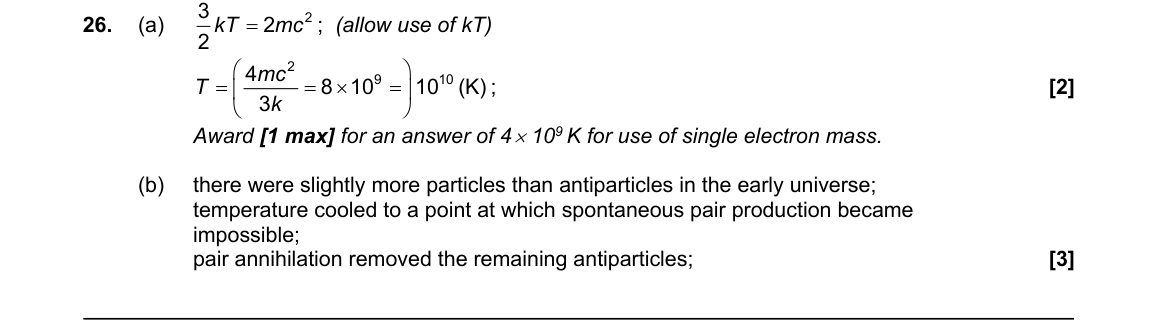 26. (a) 3/2 kT = 2mc² ; (allow use of kT)
T = (4mc²/3k = 8 × 10⁹ =) 10¹⁰ (K) ; [2]
Award [1 max] for an answer of 4 × 10⁹ K for use of single electron mass.
(b) there were slightly more particles than antiparticles in the early universe;
temperature cooled to a point at which spontaneous pair production became
impossible;
pair annihilation removed the remaining antiparticles; [3]